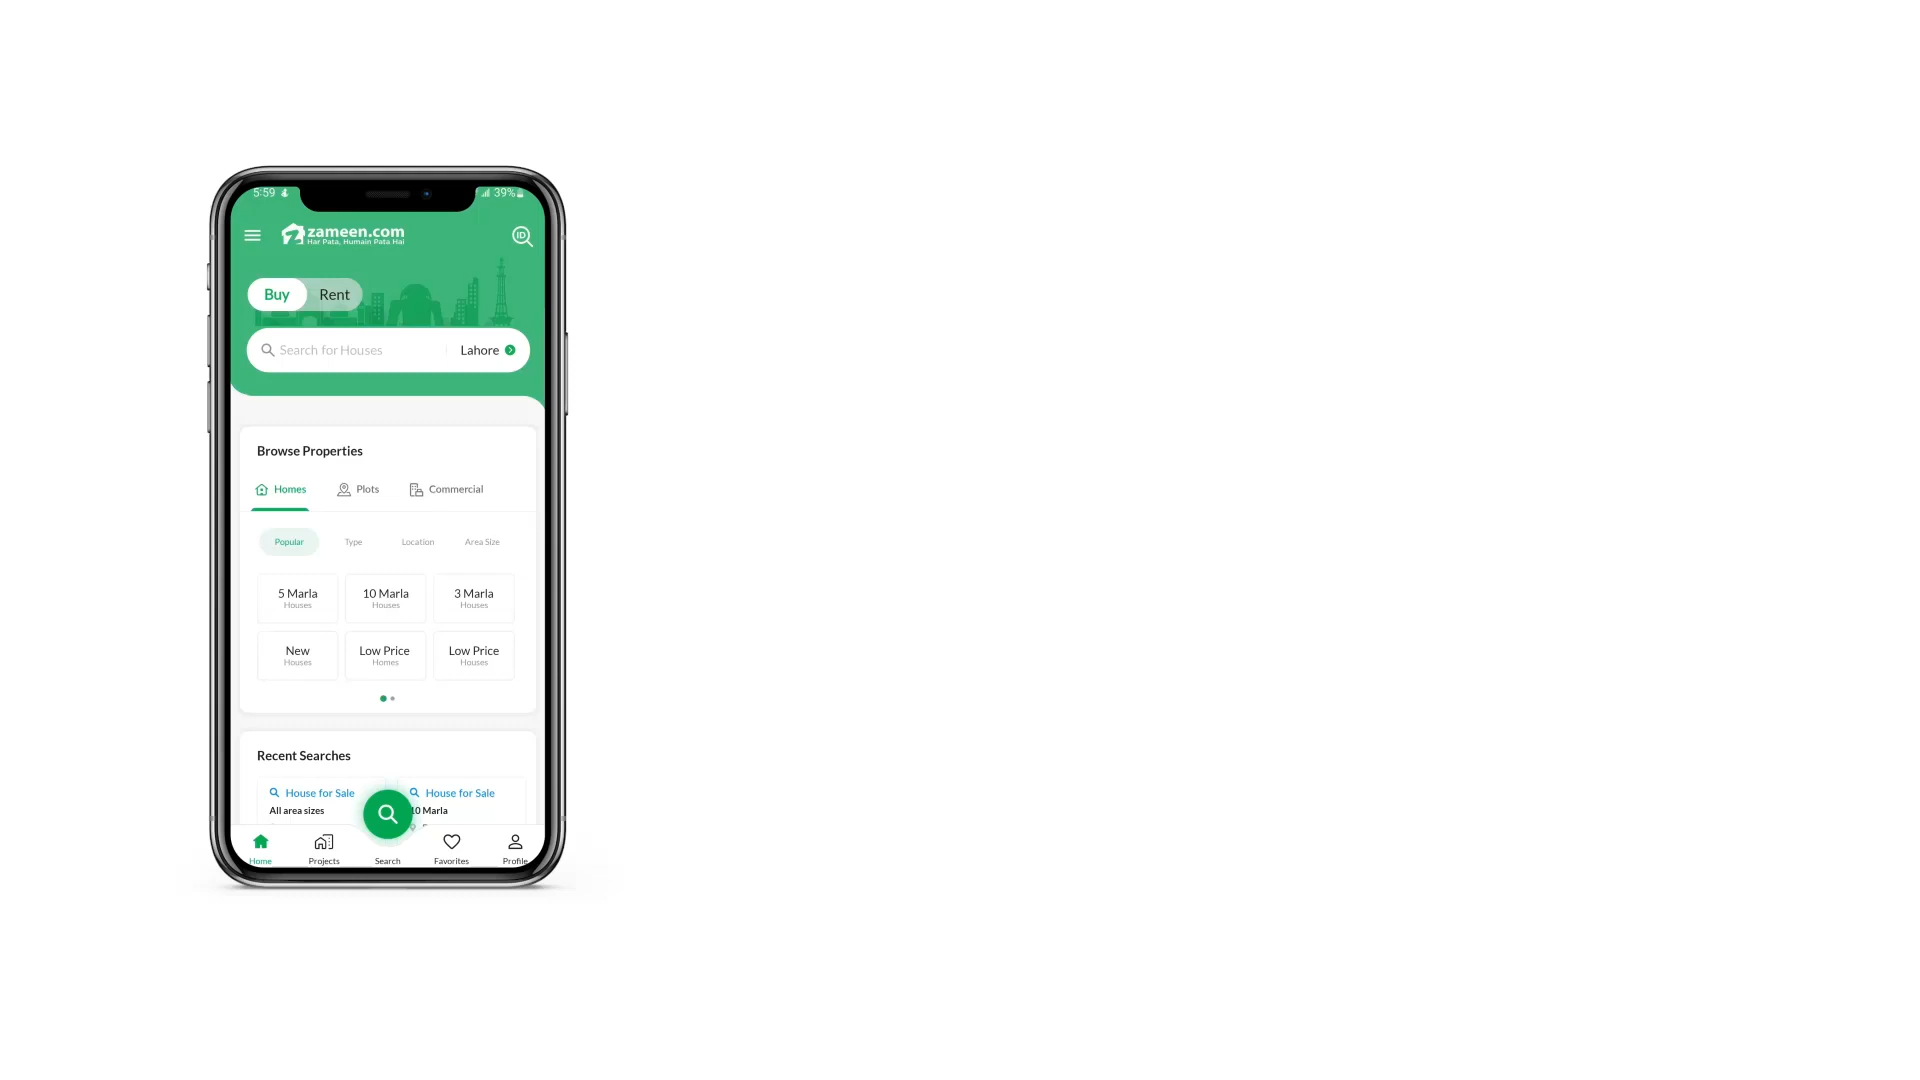 5:59
39%
zameen.com
Har Pata, Humain Pata Hai
ID
Buy Rent
Search for Houses Lahore
Browse Properties
Homes Plots Commercial
Popular Type Location Area Size
5 Marla 10 Marla 3 Marla
Houses Houses Houses
New Low Price Low Price
Houses Homes Houses
Recent Searches
House for Sale House for Sale
All area sizes 10 Marla
Home Projects Search Favorites Profile